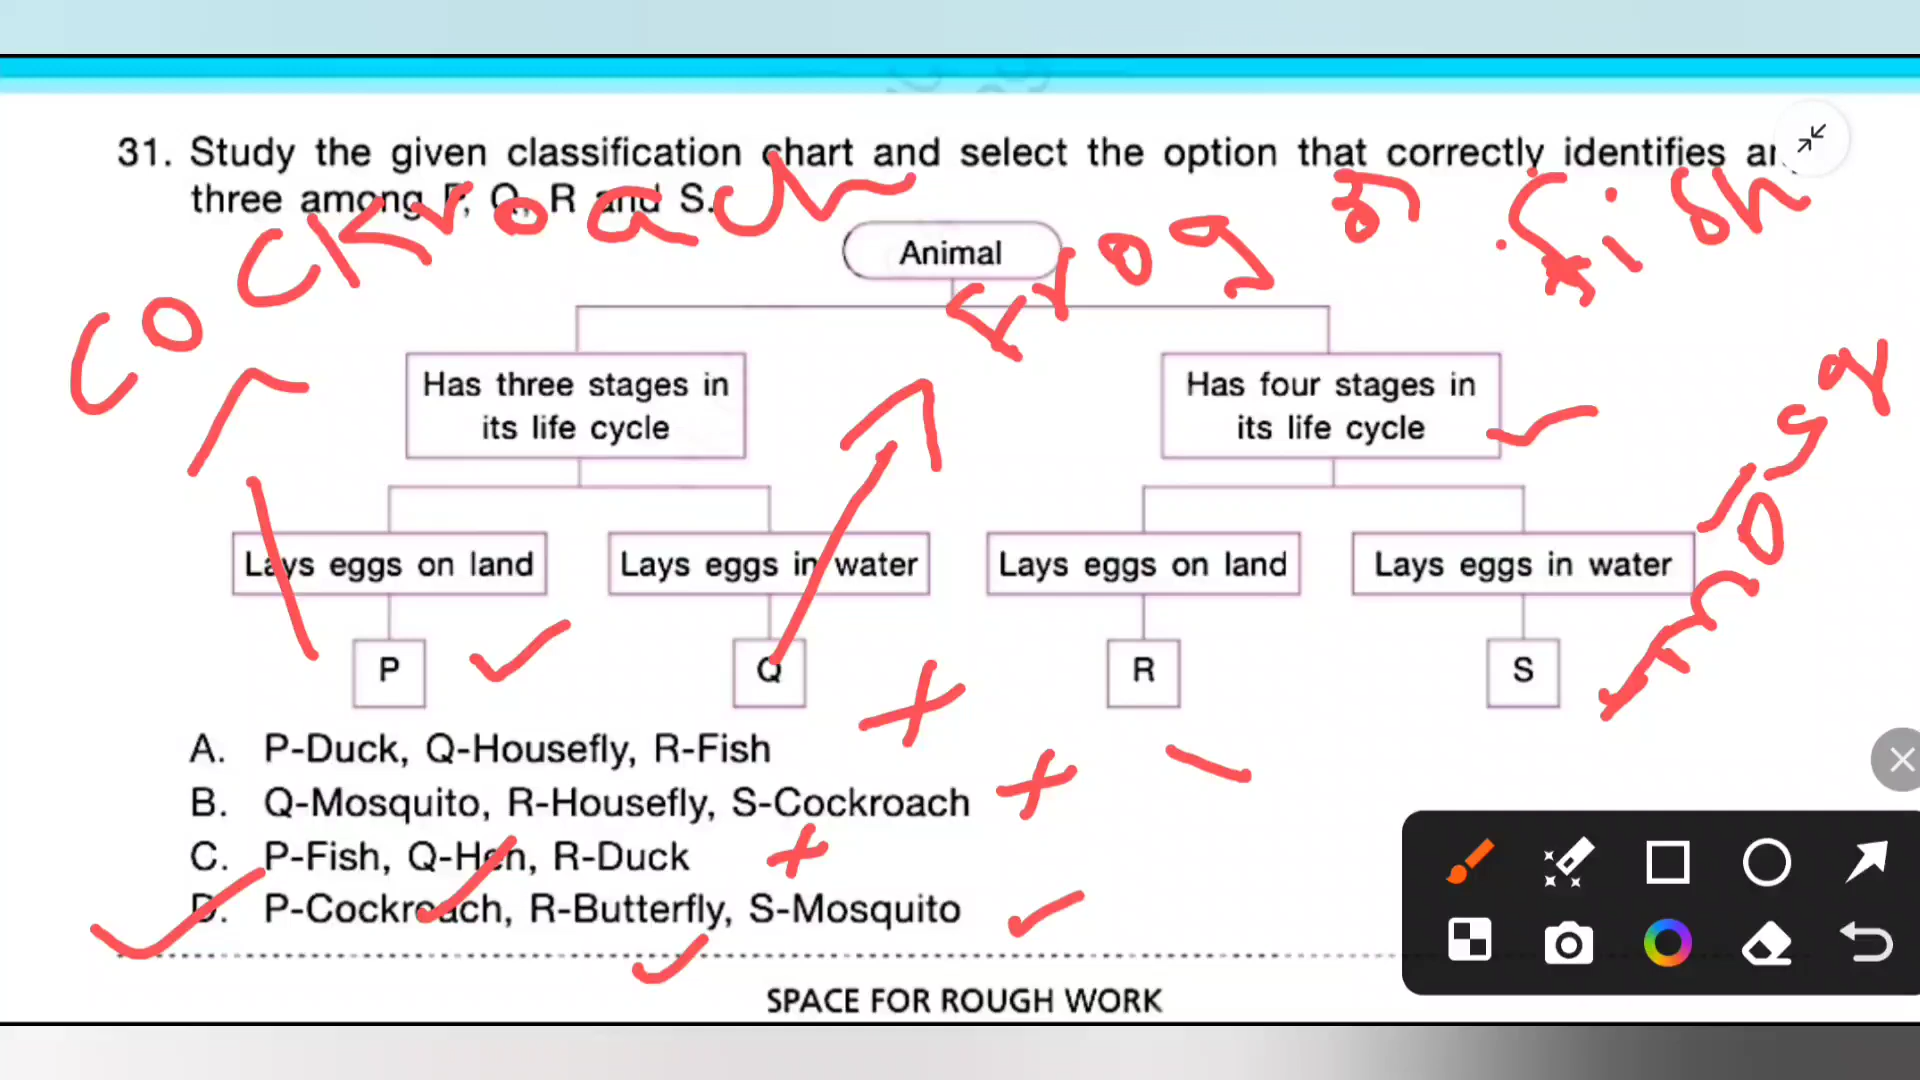 31. Study the given classification chart and select the option that correctly identifies
three among P, Q, R and S.
Cockroach
Frog or fish
Animal
Has three stages in
its life cycle
Has four stages in
its life cycle
Lays eggs on land
Lays eggs in water
Lays eggs on land
Lays eggs in water
P
Q
R
S
A. P-Duck, Q-Housefly, R-Fish
B. Q-Mosquito, R-Housefly, S-Cockroach
C. P-Fish, Q-Hen, R-Duck
D. P-Cockroach, R-Butterfly, S-Mosquito
SPACE FOR ROUGH WORK